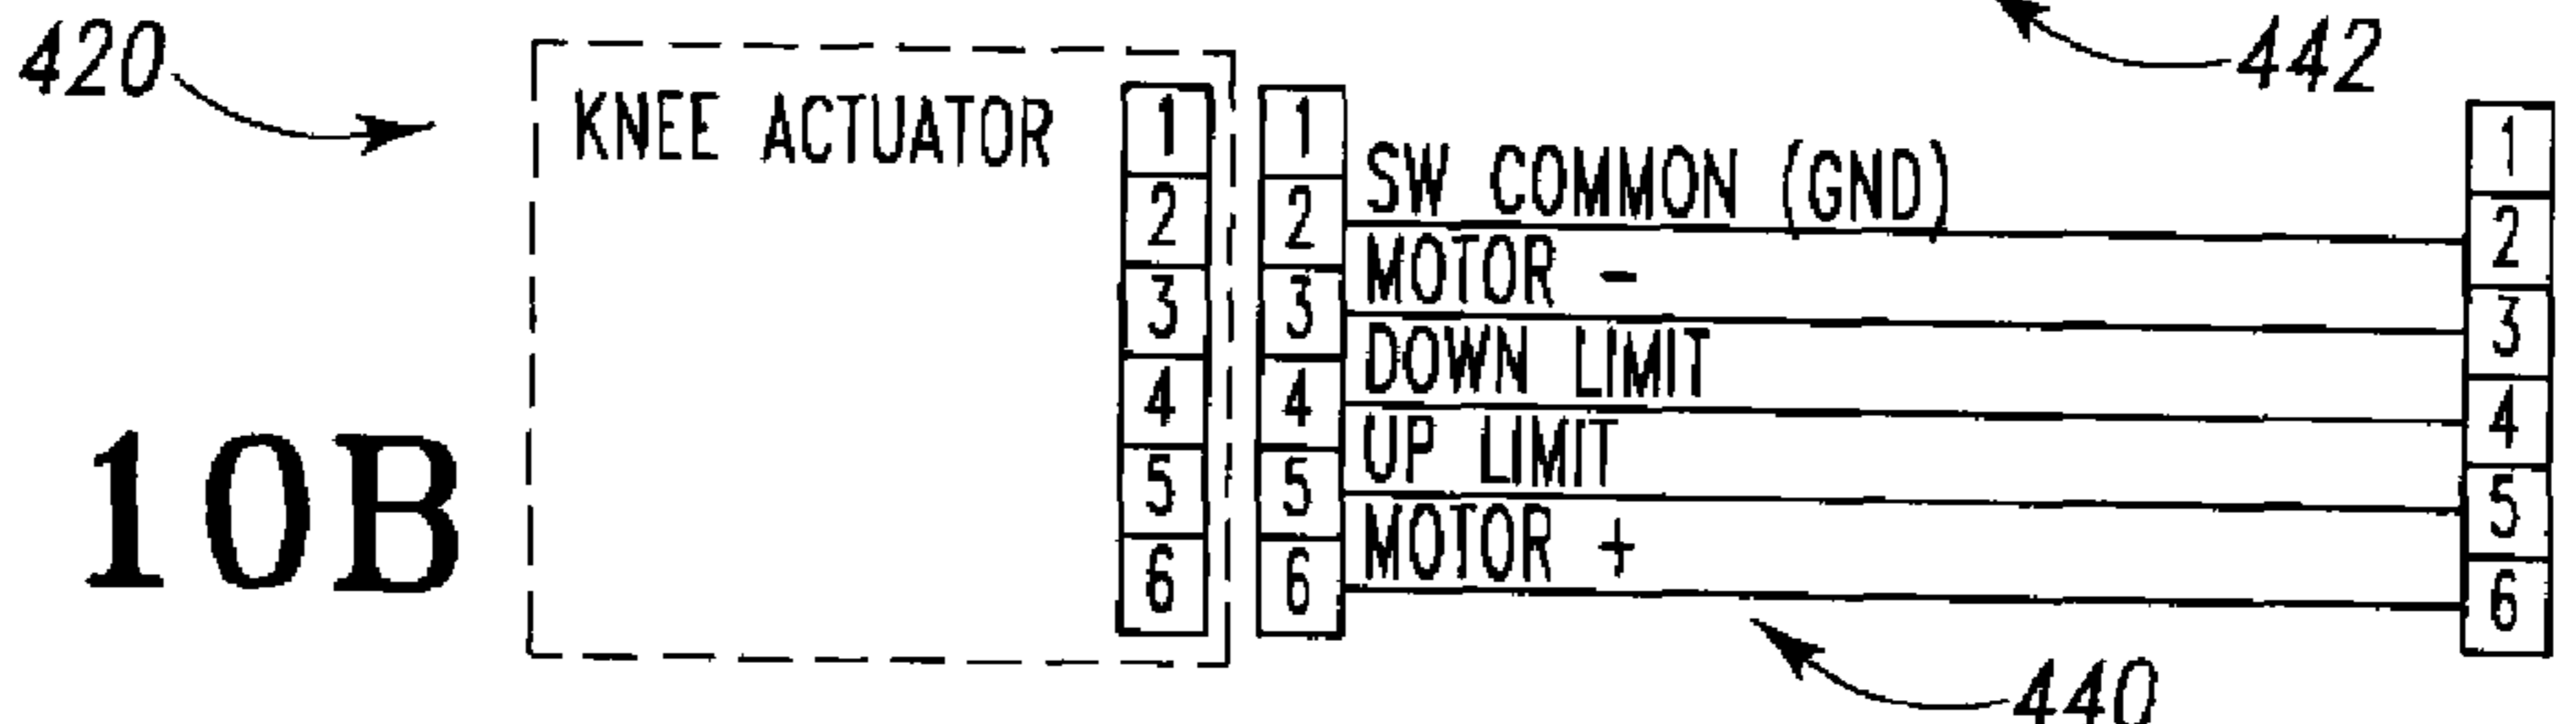 420
442
KNEE ACTUATOR
1 1 1
SW COMMON (GND)
2 2 2
MOTOR -
3 3 3
DOWN LIMIT
4 4 4
UP LIMIT
5 5 5
MOTOR +
6 6 6
10B
440